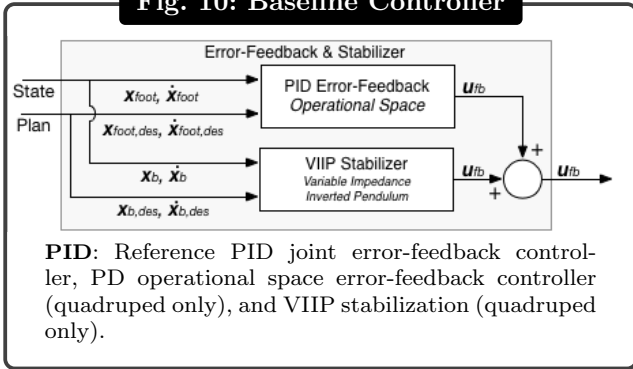 Fig. 10: Baseline Controller
Error-Feedback & Stabilizer
State
Plan
x_foot, ẋ_foot
x_foot,des, ẋ_foot,des
PID Error-Feedback
Operational Space
u_fb
+
x_b, ẋ_b
x_b,des, ẋ_b,des
VIIP Stabilizer
Variable Impedance
Inverted Pendulum
u_fb
+
u_fb
PID: Reference PID joint error-feedback control-
ler, PD operational space error-feedback controller
(quadruped only), and VIIP stabilization (quadruped
only).